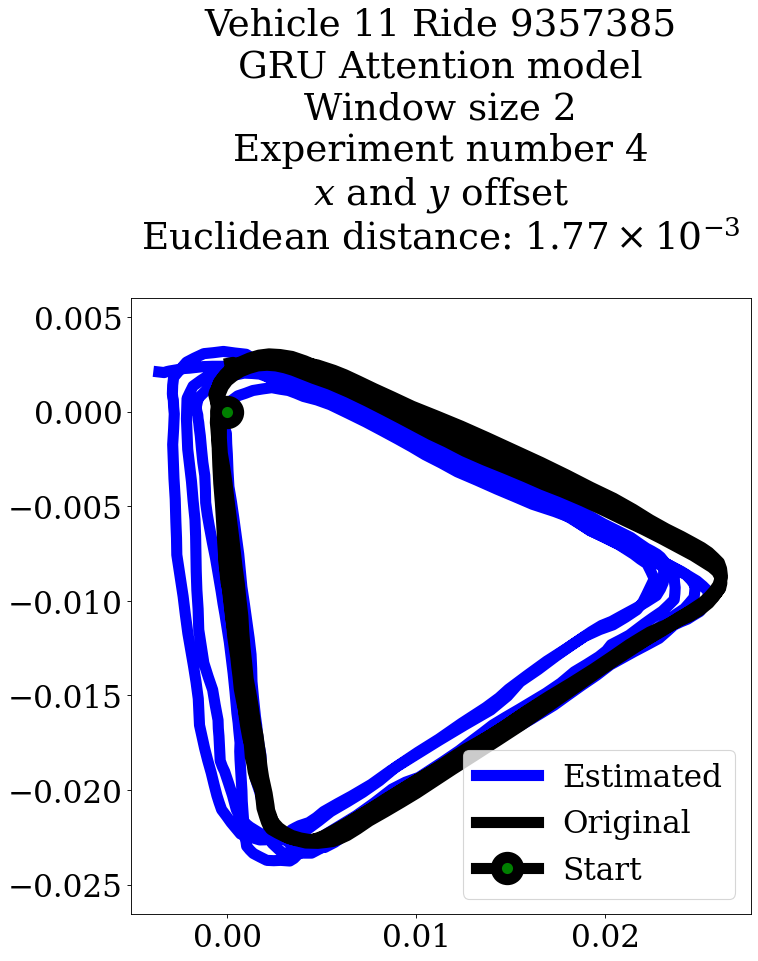 Vehicle 11 Ride 9357385
GRU Attention model
Window size 2
Experiment number 4
x and y offset
Euclidean distance: 1.77 × 10⁻³
0.005
0.000
−0.005
−0.010
−0.015
−0.020
−0.025
Estimated
Original
Start
0.00 0.01 0.02